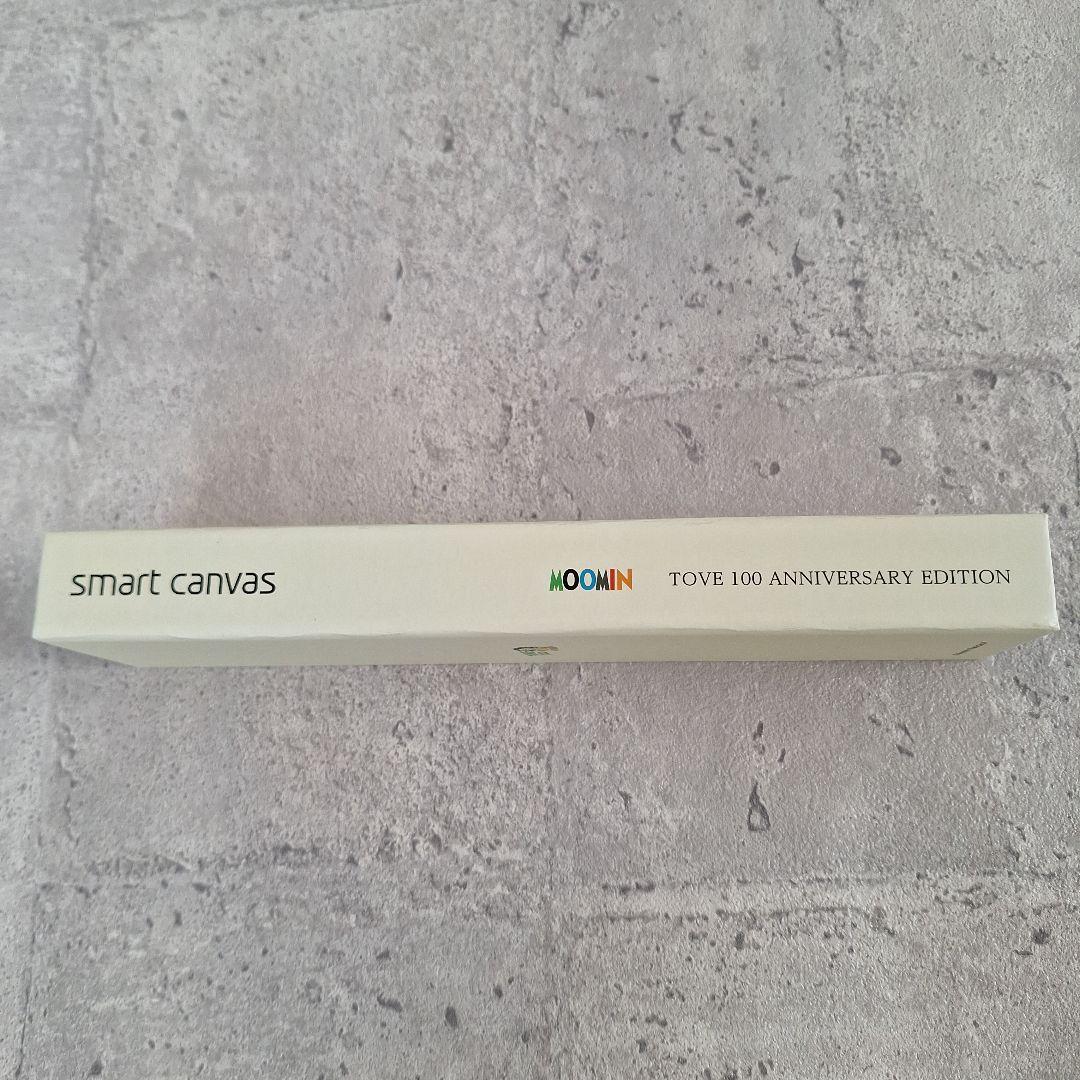 smart canvas
MOOMIN TOVE 100 ANNIVERSARY EDITION